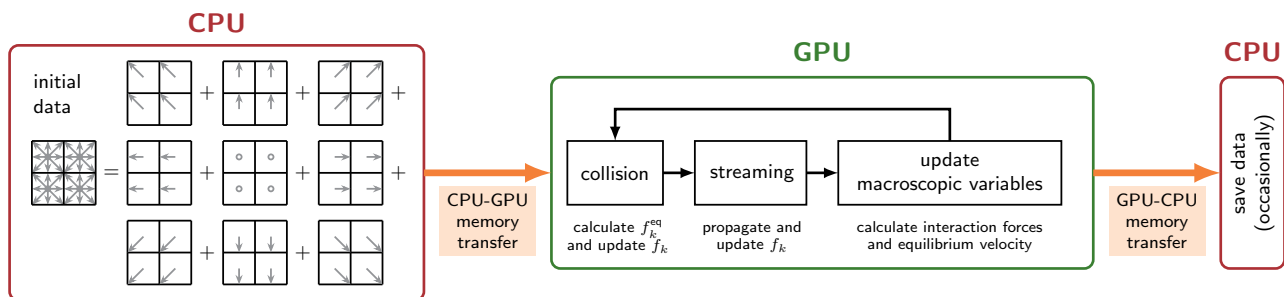 CPU
initial
data
+ + +
= + + +
+ +
CPU-GPU
memory
transfer
GPU
collision
streaming
update
macroscopic variables
calculate f_k^eq
and update f_k
propagate and
update f_k
calculate interaction forces
and equilibrium velocity
GPU-CPU
memory
transfer
CPU
save data
(occasionally)